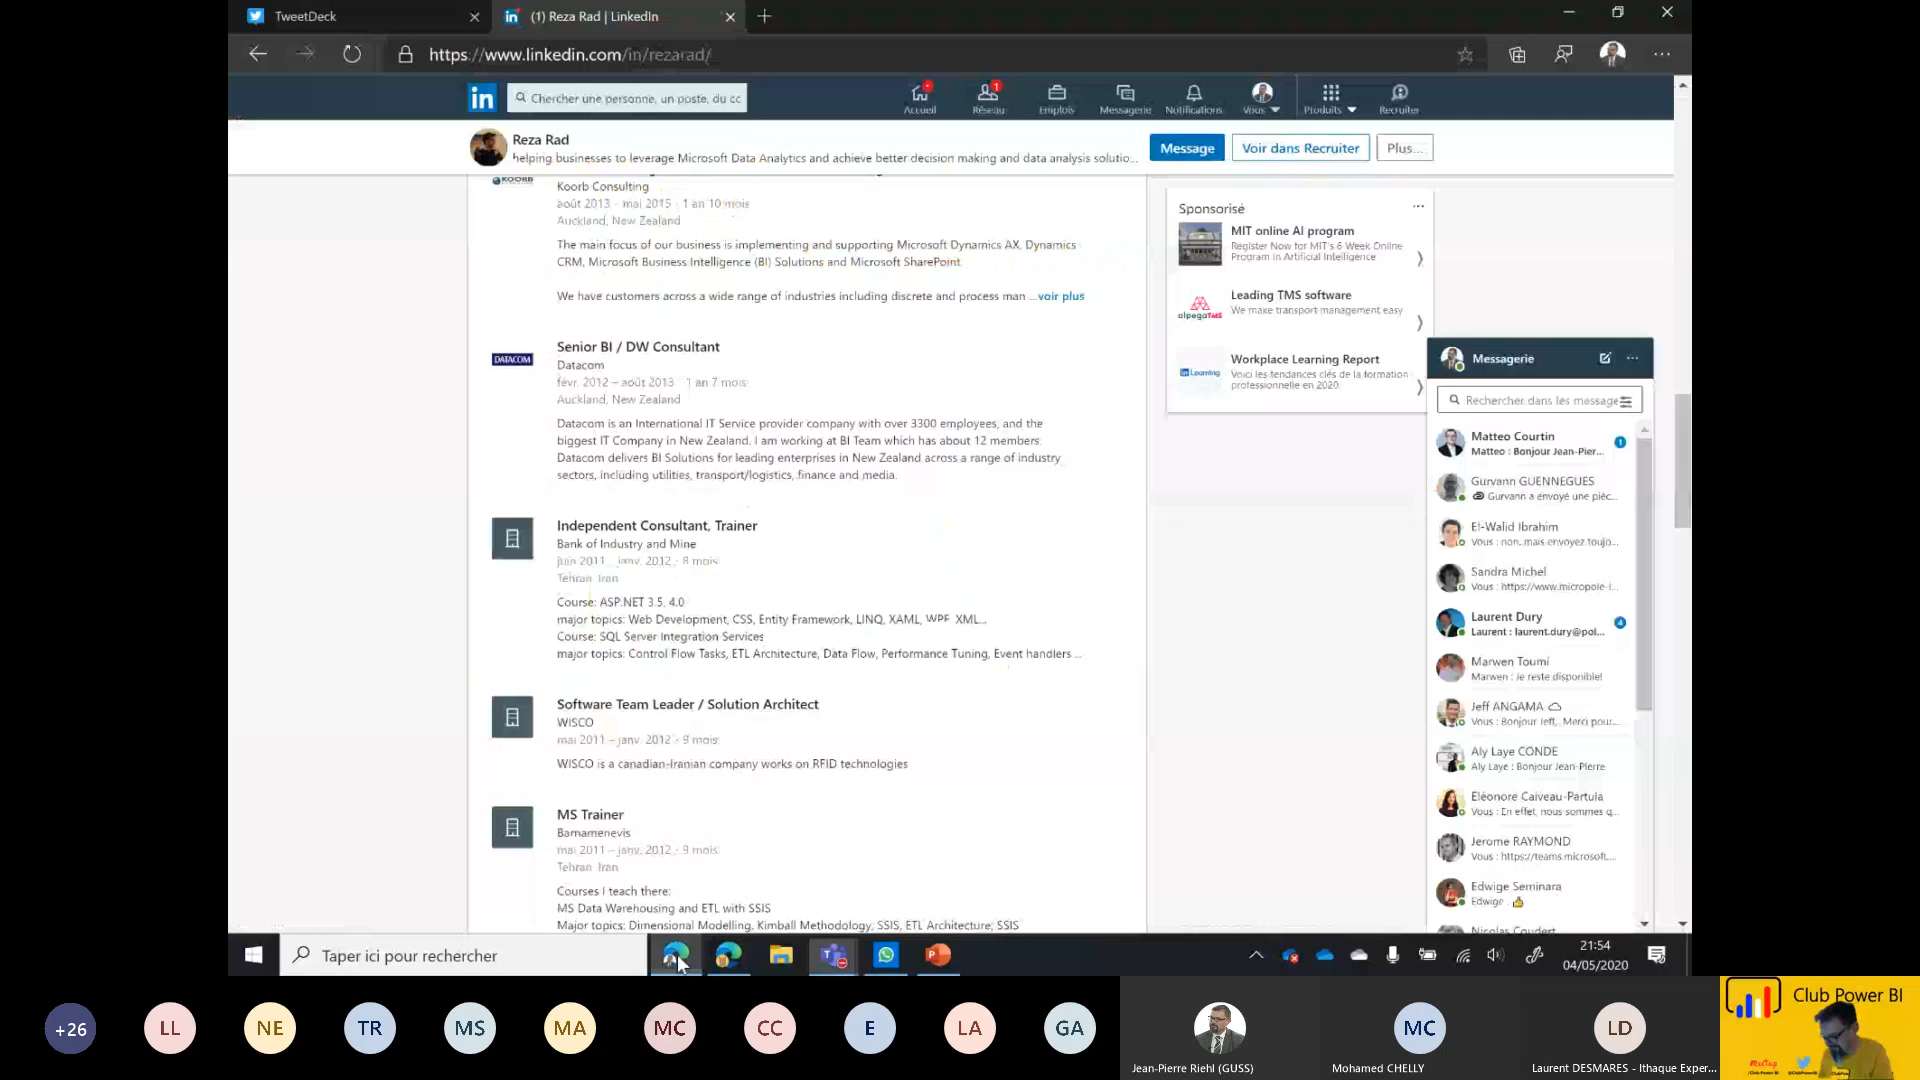 TweetDeck
(1) Reza Rad | LinkedIn
https://www.linkedin.com/in/rezarad/
in
Chercher une personne, un poste, du cc
Accueil
Réseau
1
Emplois
Messagerie
Notifications
Vous
Produits
Recruiter
Reza Rad
helping businesses to leverage Microsoft Data Analytics and achieve better decision making and data analysis solutio...
Message
Voir dans Recruiter
Plus...
KOORB
Koorb Consulting
août 2013 - mai 2015 · 1 an 10 mois
Auckland, New Zealand
The main focus of our business is implementing and supporting Microsoft Dynamics AX, Dynamics
CRM, Microsoft Business Intelligence (BI) Solutions and Microsoft SharePoint.
We have customers across a wide range of industries including discrete and process man ...voir plus
DATACOM
Senior BI / DW Consultant
Datacom
févr. 2012 – août 2013 · 1 an 7 mois
Auckland, New Zealand
Datacom is an International IT Service provider company with over 3300 employees, and the
biggest IT Company in New Zealand. I am working at BI Team which has about 12 members.
Datacom delivers BI Solutions for leading enterprises in New Zealand across a range of industry
sectors, including utilities, transport/logistics, finance and media.
Independent Consultant, Trainer
Bank of Industry and Mine
juin 2011 – janv. 2012 · 8 mois
Tehran Iran
Course: ASP.NET 3.5, 4.0
major topics: Web Development, CSS, Entity Framework, LINQ, XAML, WPF, XML...
Course: SQL Server Integration Services
major topics: Control Flow Tasks, ETL Architecture, Data Flow, Performance Tuning, Event handlers ...
Software Team Leader / Solution Architect
WISCO
mai 2011 – janv. 2012 · 9 mois
WISCO is a canadian-Iranian company works on RFID technologies
MS Trainer
Barnamenevis
mai 2011 – janv. 2012 · 9 mois
Tehran Iran
Courses I teach there:
MS Data Warehousing and ETL with SSIS
Major topics: Dimensional Modelling, Kimball Methodology, SSIS, ETL Architecture, SSIS
Sponsorisé
MIT online AI program
Register Now for MIT's 6 Week Online
Program in Artificial Intelligence
alpegaTMS
Leading TMS software
We make transport management easy
in Learning
Workplace Learning Report
Voici les tendances clés de la formation
professionnelle en 2020.
Messagerie
Rechercher dans les message
Matteo Courtin
1
Matteo : Bonjour Jean-Pier...
Gurvann GUENNEGUES
Gurvann a envoyé une pièc...
El-Walid Ibrahim
Vous : non..mais envoyez toujo...
Sandra Michel
Vous : https://www.micropole-l...
Laurent Dury
4
Laurent : laurent.dury@pol...
Marwen Toumi
Marwen : Je reste disponible!
Jeff ANGAMA
Vous : Bonjour Jeff, Merci pour...
Aly Laye CONDE
Aly Laye : Bonjour Jean-Pierre
Eléonore Caiveau-Partula
Vous : En effet, nous sommes q...
Jerome RAYMOND
Vous : https://teams.microsoft....
Edwige Seminara
Edwige :
Nicolas Coudert
Taper ici pour rechercher
21:54
04/05/2020
+26
LL
NE
TR
MS
MA
MC
CC
E
LA
GA
Jean-Pierre Riehl (GUSS)
MC
Mohamed CHELLY
LD
Laurent DESMARES - Ithaque Exper...
Club Power BI
Meetup